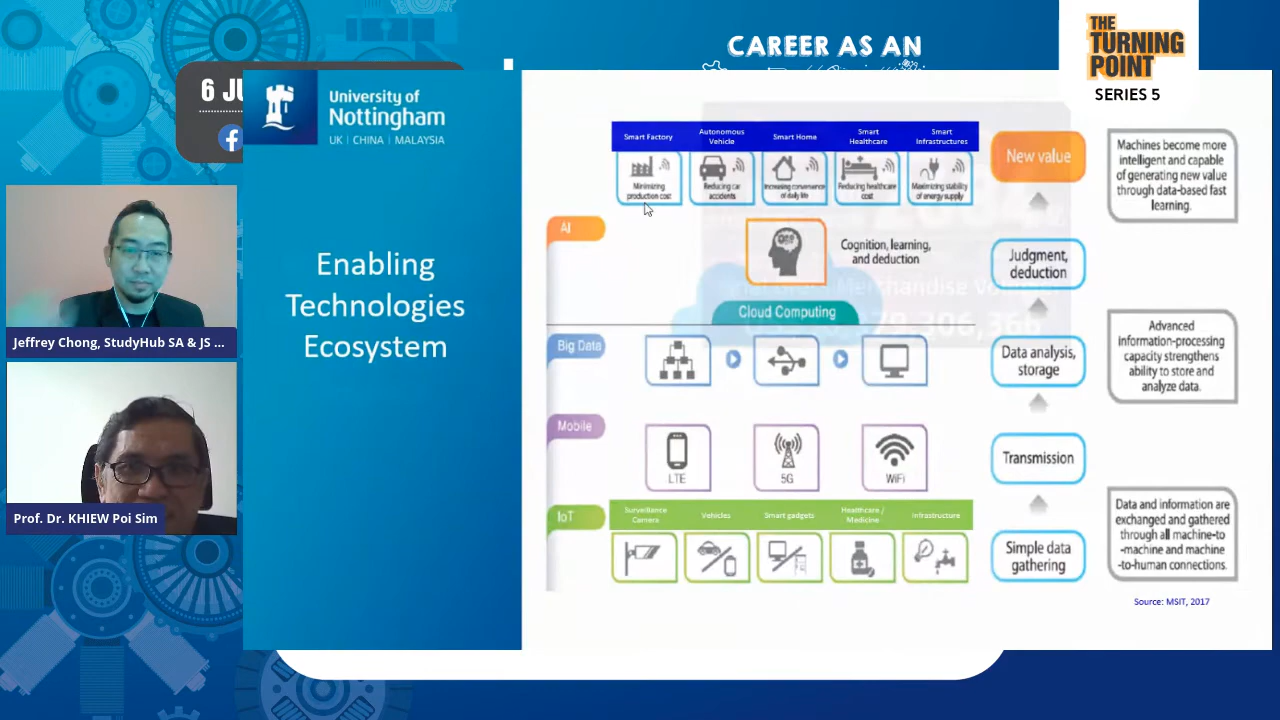 CAREER AS AN
THE
TURNING
POINT
SERIES 5
6 JU
University of
Nottingham
UK | CHINA | MALAYSIA
Enabling
Technologies
Ecosystem
Jeffrey Chong, StudyHub SA & JS ...
Prof. Dr. KHIEW Poi Sim
Smart Factory
Autonomous
Vehicle
Smart Home
Smart
Healthcare
Smart
Infrastructures
Minimizing
production cost
Reducing car
accidents
Increasing convenience
of daily life
Reducing healthcare
cost
Maximizing stability
of energy supply
AI
Cognition, learning,
and deduction
Cloud Computing
Big Data
Mobile
LTE
5G
WiFi
IoT
Surveillance
Camera
Vehicles
Smart gadgets
Healthcare /
Medicine
Infrastructure
New value
Judgment,
deduction
Data analysis,
storage
Transmission
Simple data
gathering
Machines become more
intelligent and capable
of generating new value
through data-based fast
learning.
Advanced
information-processing
capacity strengthens
ability to store and
analyze data.
Data and information are
exchanged and gathered
through all machine-to
-machine and machine
-to-human connections.
Source: MSIT, 2017